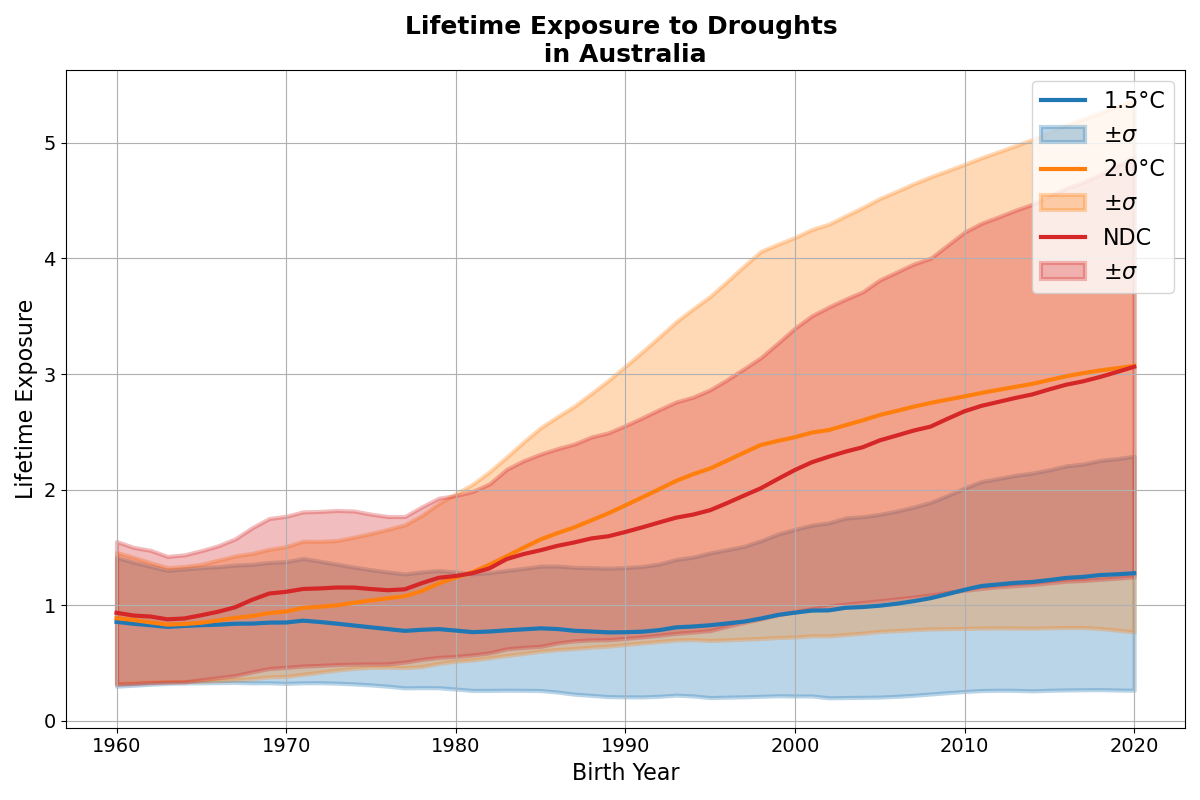 Lifetime Exposure to Droughts
in Australia
1.5°C
±σ
2.0°C
±σ
NDC
±σ
Lifetime Exposure
5
4
3
2
1
0
1960 1970 1980 1990 2000 2010 2020
Birth Year